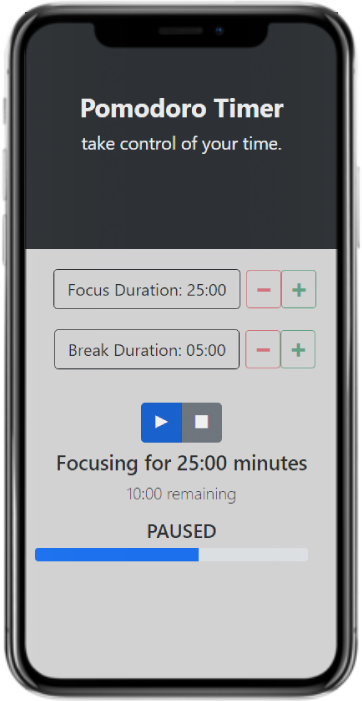 Pomodoro Timer
take control of your time.
Focus Duration: 25:00
Break Duration: 05:00
Focusing for 25:00 minutes
10:00 remaining
PAUSED